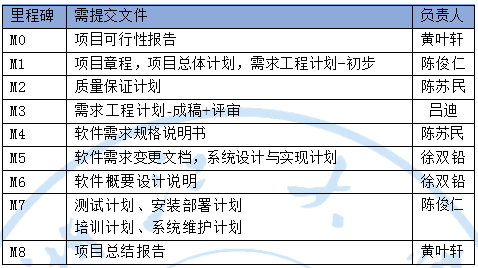 里程碑 需提交文件 负责人
M0 项目可行性报告 黄叶轩
M1 项目章程，项目总体计划，需求工程计划-初步 陈俊仁
M2 质量保证计划 陈苏民
M3 需求工程计划-成稿+评审 吕迪
M4 软件需求规格说明书 陈苏民
M5 软件需求变更文档，系统设计与实现计划 徐双铅
M6 软件概要设计说明 徐双铅
M7 测试计划、安装部署计划 陈俊仁
培训计划、系统维护计划
M8 项目总结报告 黄叶轩